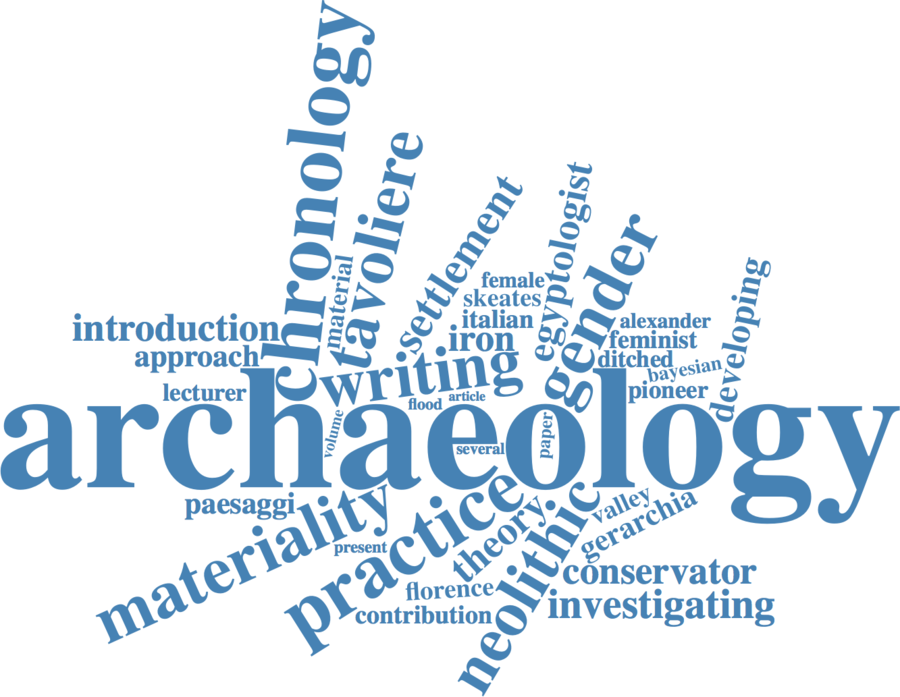 chronology
tavoliere
material
settlement
egyptologist
gender
developing
female
skeates
italian
iron
introduction
approach
lecturer
writing
alexander
feminist
ditched
bayesian
pioneer
flood
article
volume
archaeology
several
paper
paesaggi
materiality
present
practice
theory
neolithic
valley
gerarchia
florence
contribution
conservator
investigating